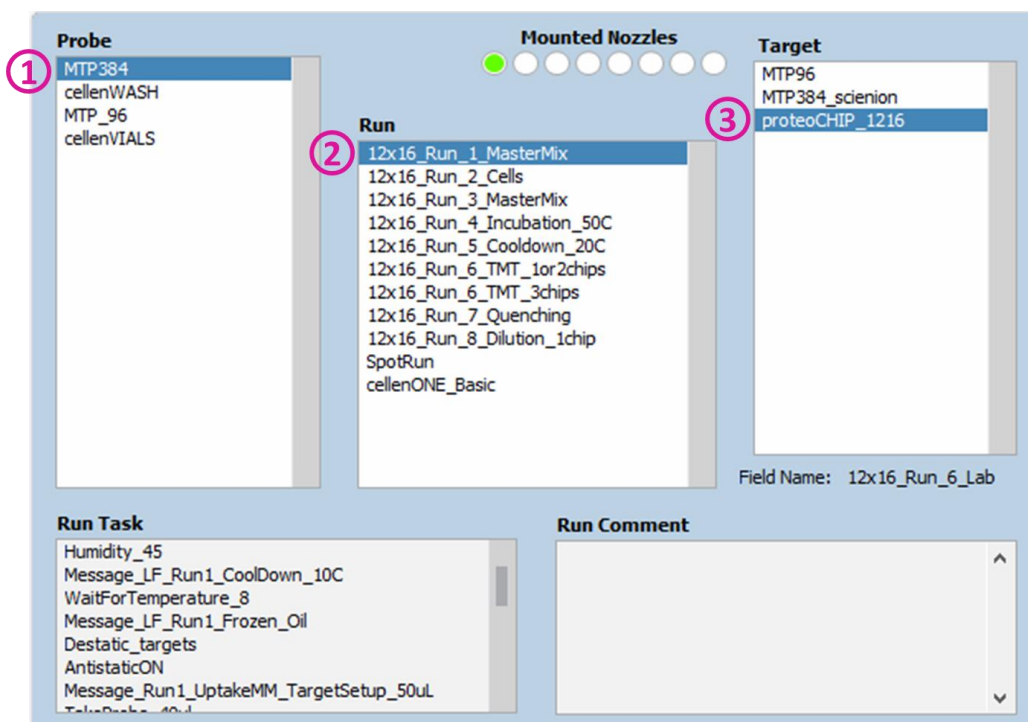 Probe
1
MTP384
cellenWASH
MTP_96
cellenVIALS
Mounted Nozzles
Run
2
12x16_Run_1_MasterMix
12x16_Run_2_Cells
12x16_Run_3_MasterMix
12x16_Run_4_Incubation_50C
12x16_Run_5_Cooldown_20C
12x16_Run_6_TMT_1or2chips
12x16_Run_6_TMT_3chips
12x16_Run_7_Quenching
12x16_Run_8_Dilution_1chip
SpotRun
cellenONE_Basic
Target
MTP96
MTP384_scienion
3
proteoCHIP_1216
Field Name: 12x16_Run_6_Lab
Run Task
Humidity_45
Message_LF_Run1_CoolDown_10C
WaitForTemperature_8
Message_LF_Run1_Frozen_Oil
Destatic_targets
AntistaticON
Message_Run1_UptakeMM_TargetSetup_50uL
Run Comment